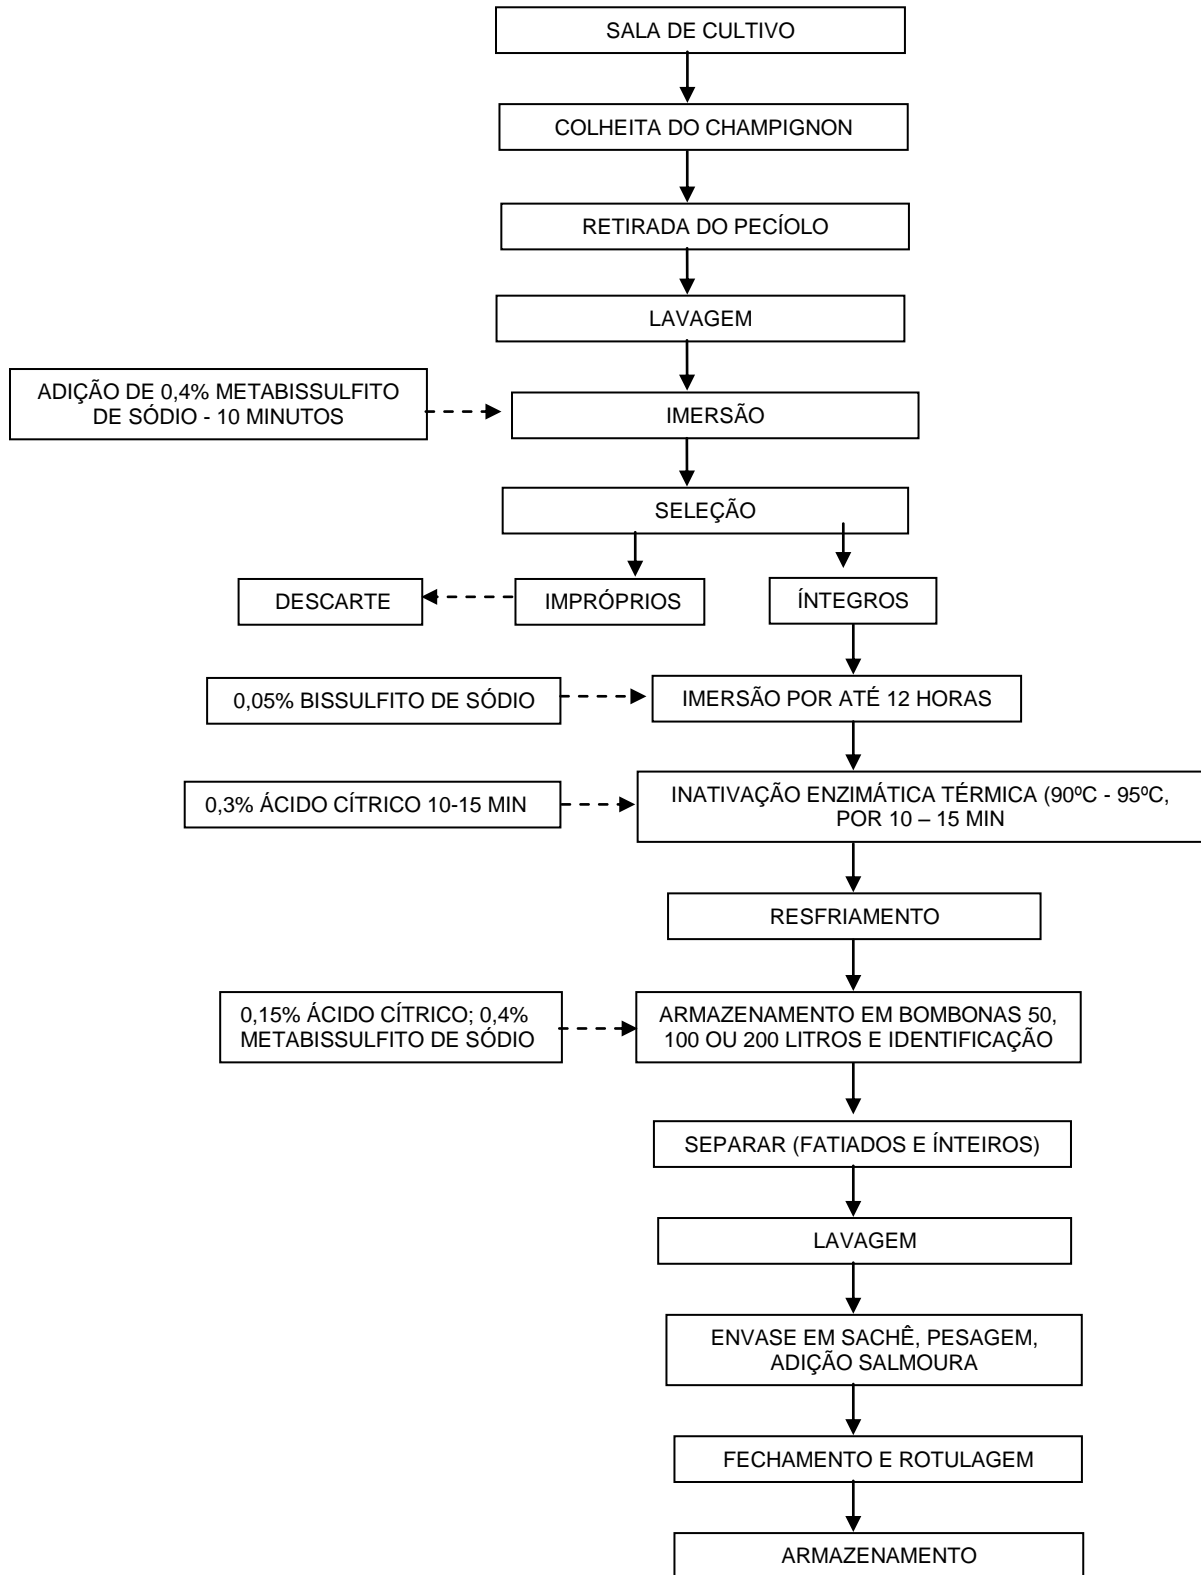 SALA DE CULTIVO
COLHEITA DO CHAMPIGNON
RETIRADA DO PECÍOLO
LAVAGEM
ADIÇÃO DE 0,4% METABISSULFITO
DE SÓDIO - 10 MINUTOS
IMERSÃO
SELEÇÃO
DESCARTE
IMPRÓPRIOS
ÍNTEGROS
0,05% BISSULFITO DE SÓDIO
IMERSÃO POR ATÉ 12 HORAS
0,3% ÁCIDO CÍTRICO 10-15 MIN
INATIVAÇÃO ENZIMÁTICA TÉRMICA (90ºC - 95ºC,
POR 10 – 15 MIN
RESFRIAMENTO
0,15% ÁCIDO CÍTRICO; 0,4%
METABISSULFITO DE SÓDIO
ARMAZENAMENTO EM BOMBONAS 50,
100 OU 200 LITROS E IDENTIFICAÇÃO
SEPARAR (FATIADOS E ÍNTEIROS)
LAVAGEM
ENVASE EM SACHÊ, PESAGEM,
ADIÇÃO SALMOURA
FECHAMENTO E ROTULAGEM
ARMAZENAMENTO